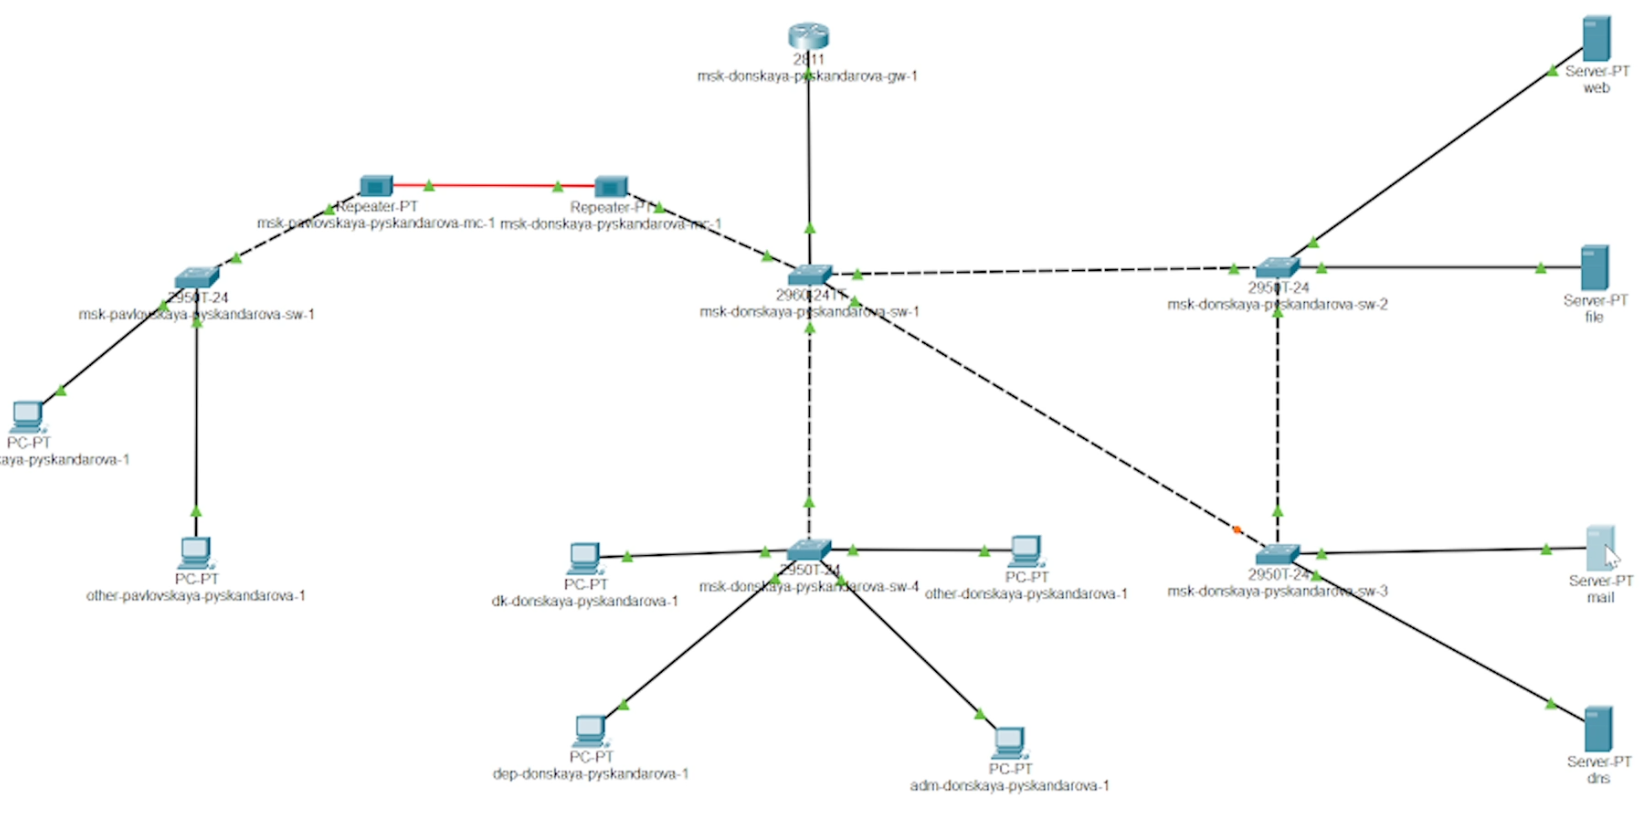 2811
msk-donskaya-pyskandarova-gw-1
Server-PT
web
Repeater-PT
msk-pavlovskaya-pyskandarova-mc-1
Repeater-PT
msk-donskaya-pyskandarova-mc-1
2950T-24
msk-pavlovskaya-pyskandarova-sw-1
2960-24TT
msk-donskaya-pyskandarova-sw-1
2950T-24
msk-donskaya-pyskandarova-sw-2
Server-PT
file
PC-PT
kaya-pyskandarova-1
PC-PT
other-pavlovskaya-pyskandarova-1
PC-PT
dk-donskaya-pyskandarova-1
2950T-24
msk-donskaya-pyskandarova-sw-4
PC-PT
other-donskaya-pyskandarova-1
2950T-24
msk-donskaya-pyskandarova-sw-3
Server-PT
mail
PC-PT
dep-donskaya-pyskandarova-1
PC-PT
adm-donskaya-pyskandarova-1
Server-PT
dns